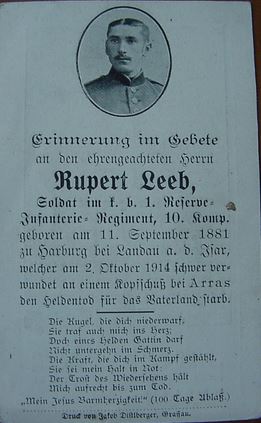 Erinnerung im Gebete
an den ehrengeachteten Herrn
Rupert Leeb,
Soldat im k. b. 1. Reserve-
Infanterie-Regiment, 10. Komp.
geboren am 11. September 1881
zu Harburg bei Landau a. d. Isar,
welcher am 2. Oktober 1914 schwer ver-
wundet an einem Kopfschuß bei Arras
den Heldentod für das Vaterland starb.
Die Kugel, die dich niederwarf,
Sie traf auch mich ins Herz;
Doch eines Helden Gattin darf
Nicht untergehn im Schmerz.
Die Kraft, die dich im Kampf gestählt,
Sie sei mein Halt in Not:
Der Trost des Wiedersehens hält
Mich aufrecht bis zum Tod.
„Mein Jesus Barmherzigkeit!" (100 Tage Ablaß.)
Druck von Jakob Grassau.